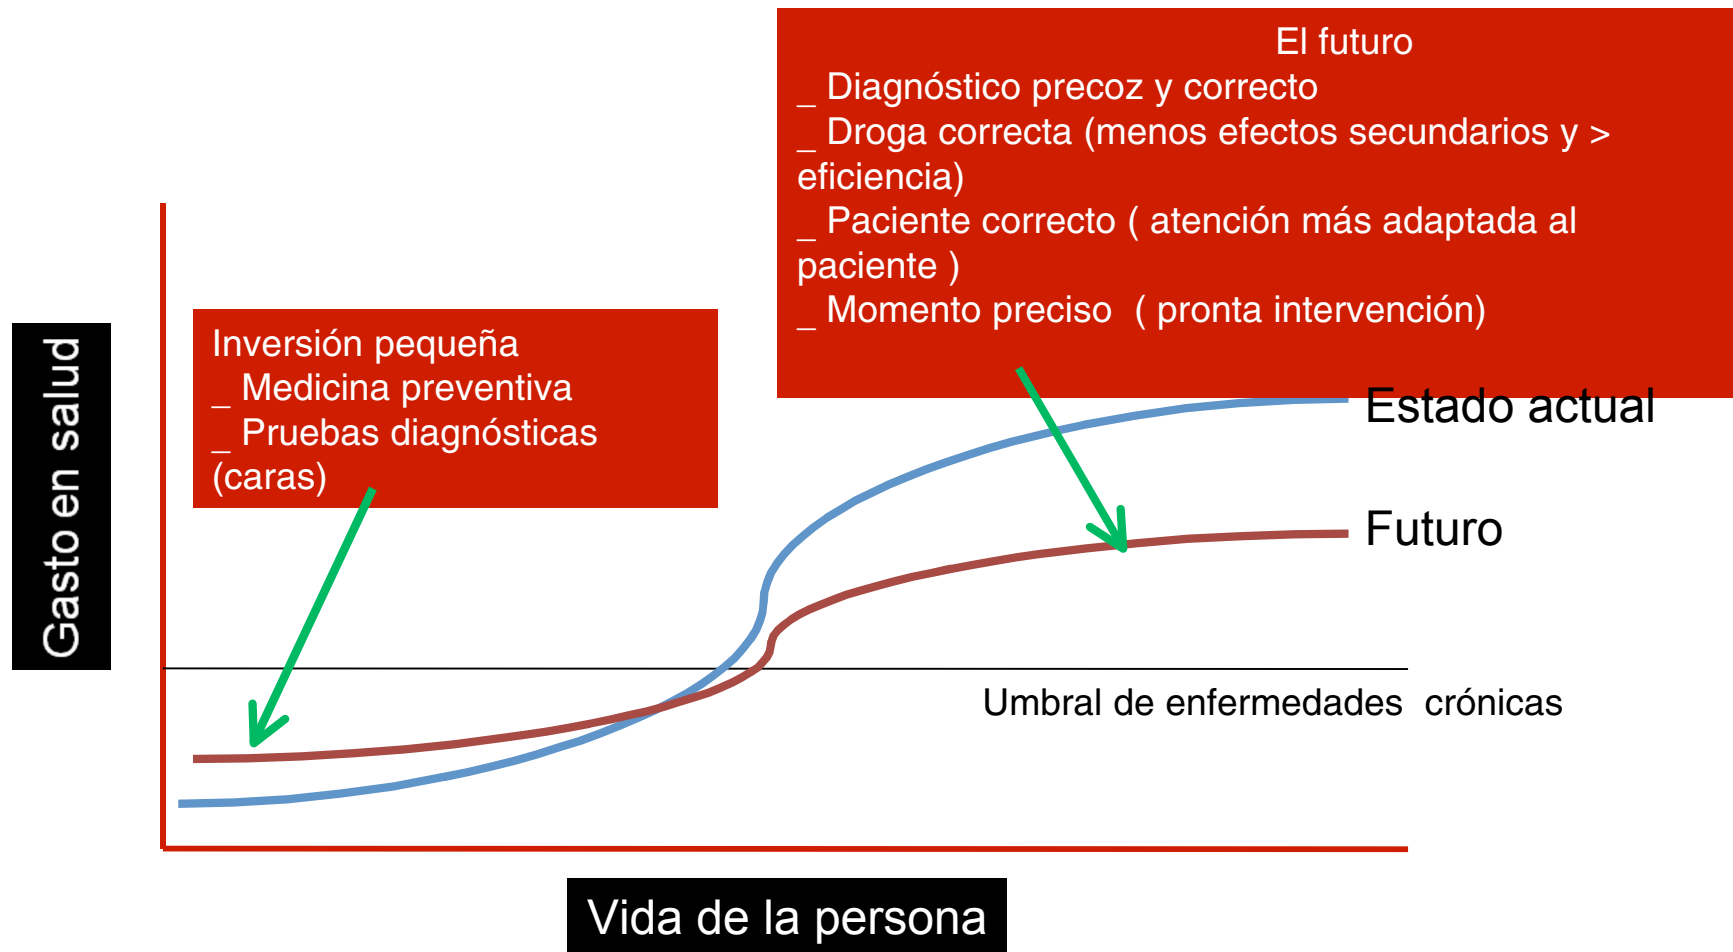 El futuro
_ Diagnóstico precoz y correcto
_ Droga correcta (menos efectos secundarios y >
eficiencia)
_ Paciente correcto ( atención más adaptada al
paciente )
_ Momento preciso  ( pronta intervención)
Inversión pequeña
_ Medicina preventiva
_ Pruebas diagnósticas
(caras)
Gasto en salud
Estado actual
Futuro
Umbral de enfermedades  crónicas
Vida de la persona